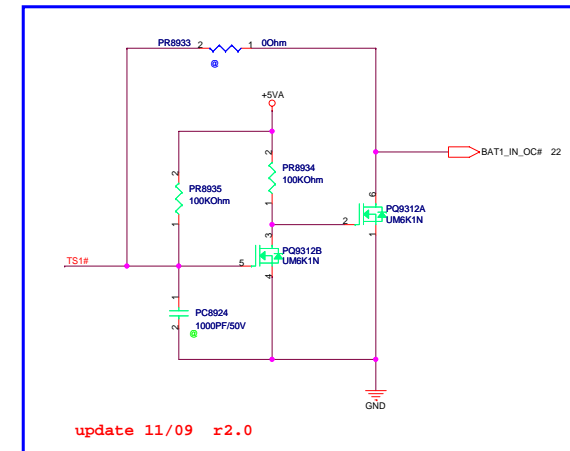 PR8933 2 1 0Ohm
@
+5VA
2 2
PR8934
100KOhm
PR8935
100KOhm
1 1
BAT1_IN_OC# 22
6
PQ9312A
UM6K1N
2
1
3
PQ9312B
UM6K1N
TS1# 5
4
1
PC8924
1000PF/50V
2
@
GND
update 11/09 r2.0